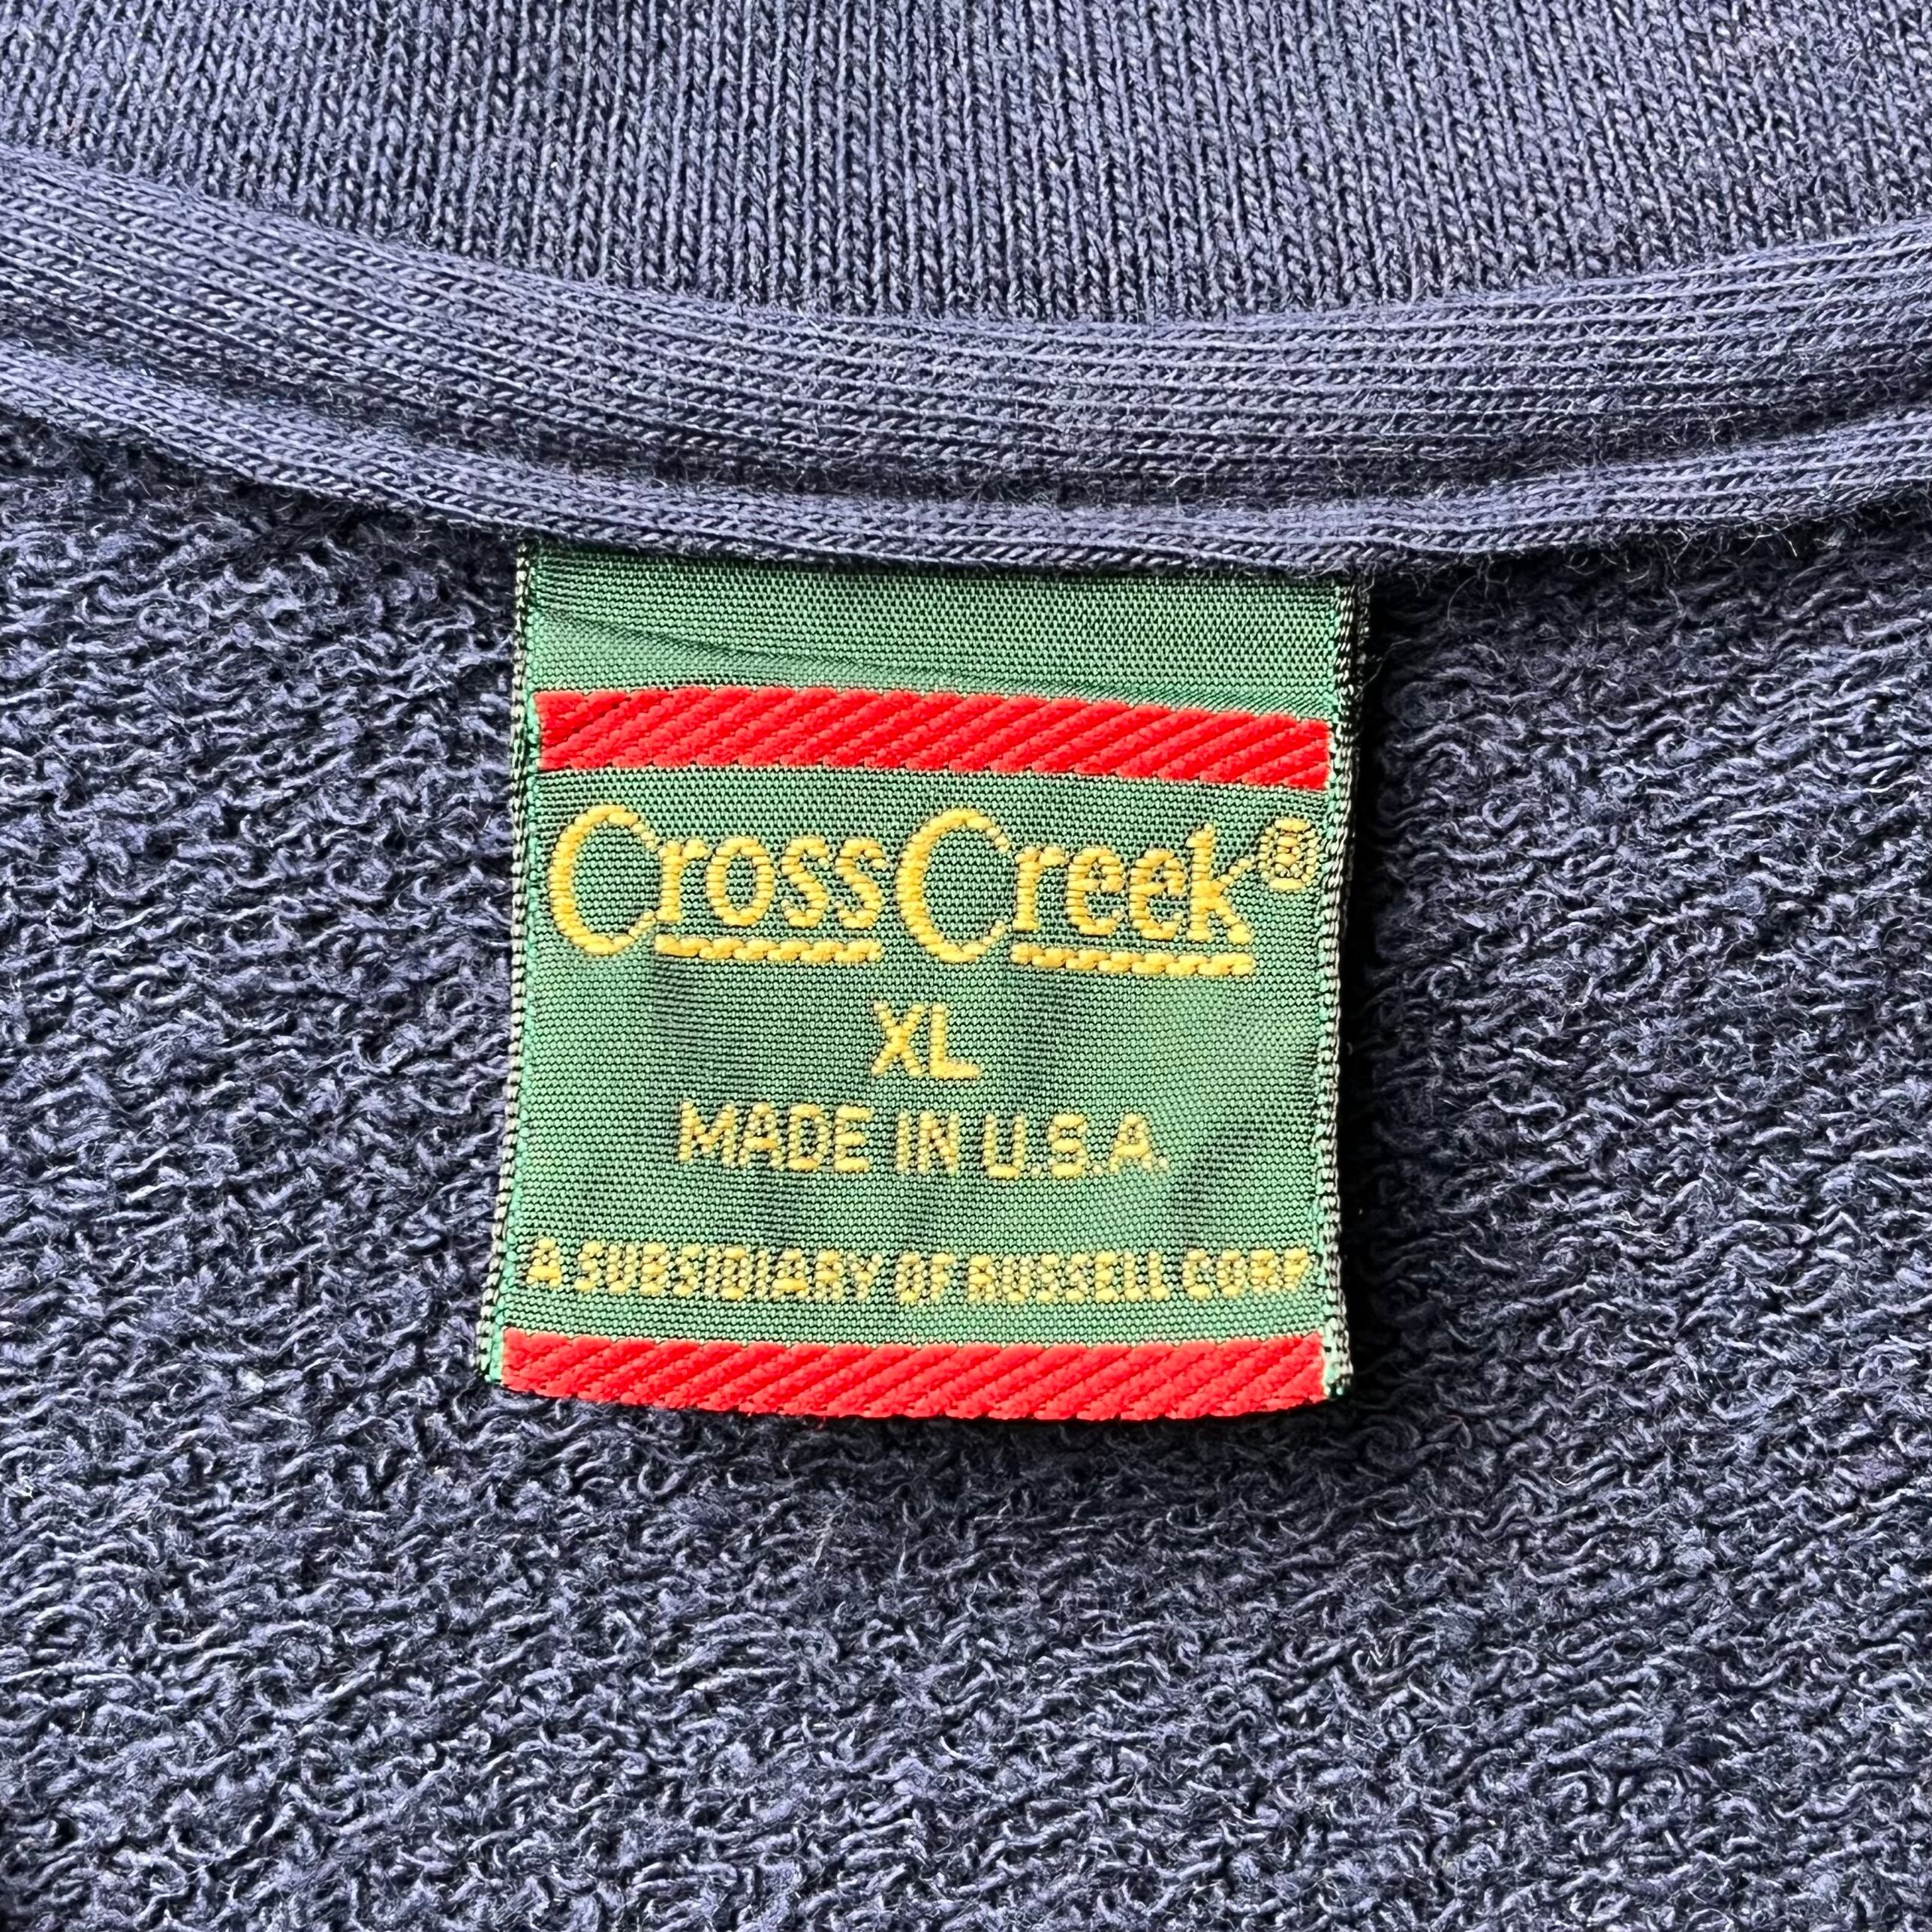 CrossCreek®
XL
MADE IN U.S.A.
A SUBSIDIARY OF RUSSELL CORP